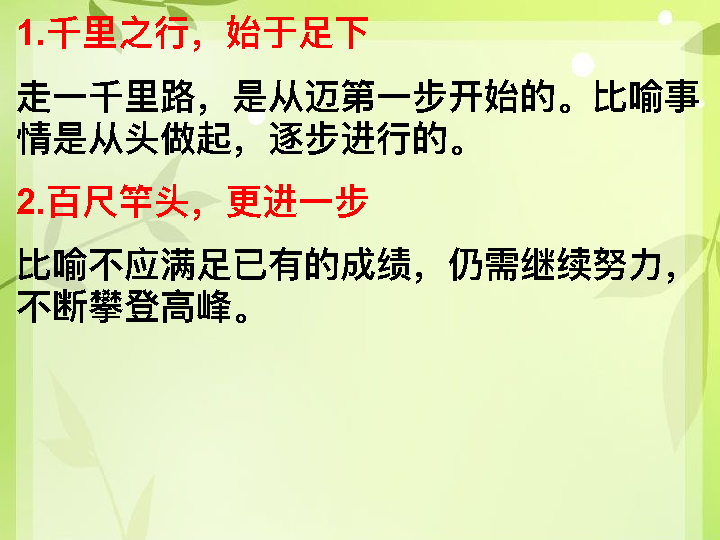 1.千里之行，始于足下
走一千里路，是从迈第一步开始的。比喻事
情是从头做起，逐步进行的。
2.百尺竿头，更进一步
比喻不应满足已有的成绩，仍需继续努力，
不断攀登高峰。